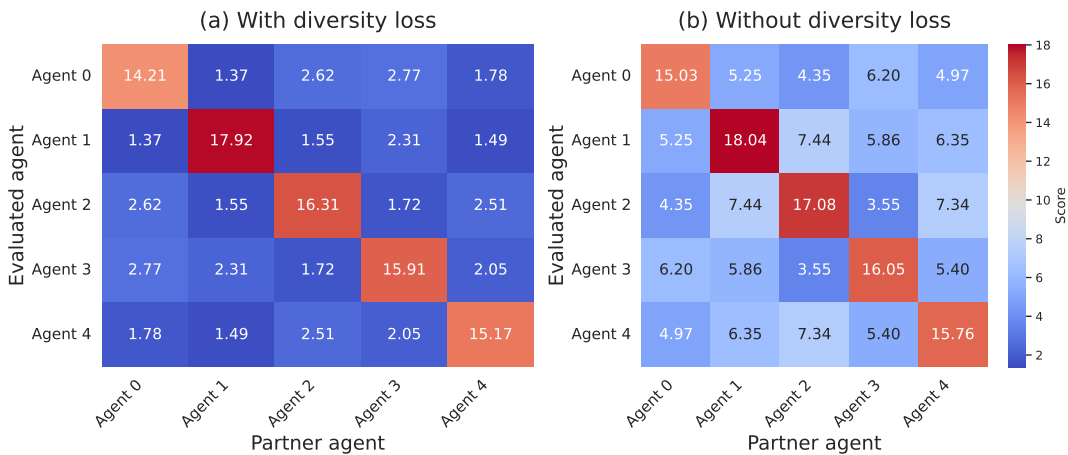 (a) With diversity loss
(b) Without diversity loss
Evaluated agent
Agent 0 14.21 1.37 2.62 2.77 1.78
Agent 1 1.37 17.92 1.55 2.31 1.49
Agent 2 2.62 1.55 16.31 1.72 2.51
Agent 3 2.77 2.31 1.72 15.91 2.05
Agent 4 1.78 1.49 2.51 2.05 15.17
Agent 0 Agent 1 Agent 2 Agent 3 Agent 4
Partner agent
Evaluated agent
Agent 0 15.03 5.25 4.35 6.20 4.97
Agent 1 5.25 18.04 7.44 5.86 6.35
Agent 2 4.35 7.44 17.08 3.55 7.34
Agent 3 6.20 5.86 3.55 16.05 5.40
Agent 4 4.97 6.35 7.34 5.40 15.76
Agent 0 Agent 1 Agent 2 Agent 3 Agent 4
Partner agent
18
16
14
12
10
8
6
4
2
Score